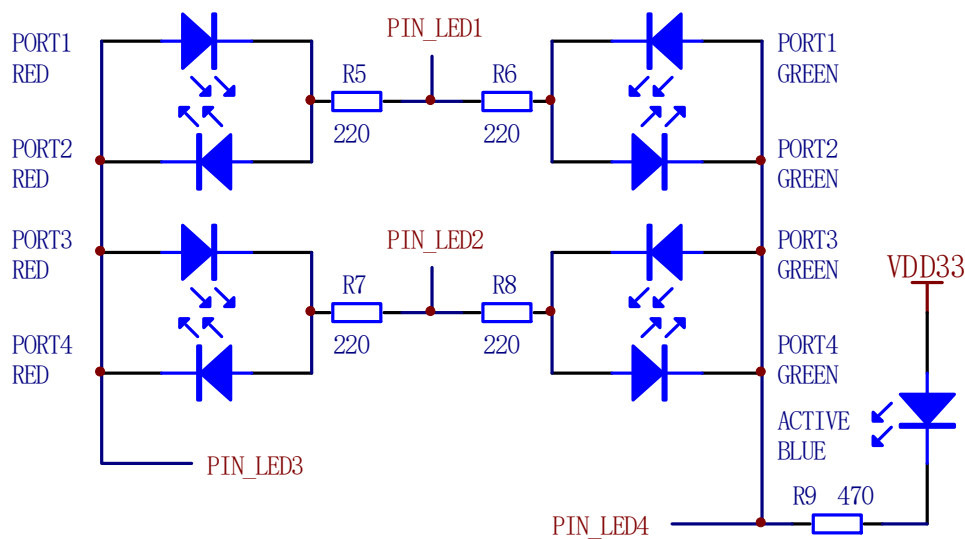 PORT1
RED
R5
220
PIN_LED1
R6
220
PORT1
GREEN
PORT2
RED
PORT2
GREEN
PORT3
RED
R7
220
PIN_LED2
R8
220
PORT3
GREEN
VDD33
PORT4
RED
PORT4
GREEN
ACTIVE
BLUE
PIN_LED3
R9 470
PIN_LED4